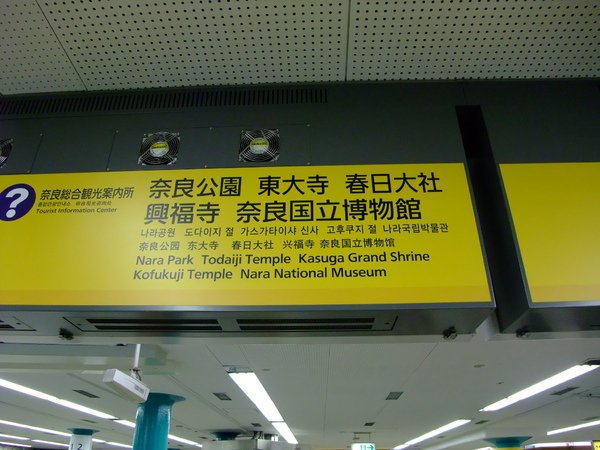 ?
奈良総合観光案内所
Tourist Information Center
奈良公園 東大寺 春日大社
興福寺 奈良国立博物館
나라공원 도다이지 절 가스가타이샤 신사 고후쿠지 절 나라국립박물관
奈良公园 东大寺 春日大社 兴福寺 奈良国立博物馆
Nara Park Todaiji Temple Kasuga Grand Shrine
Kofukuji Temple Nara National Museum
1 2